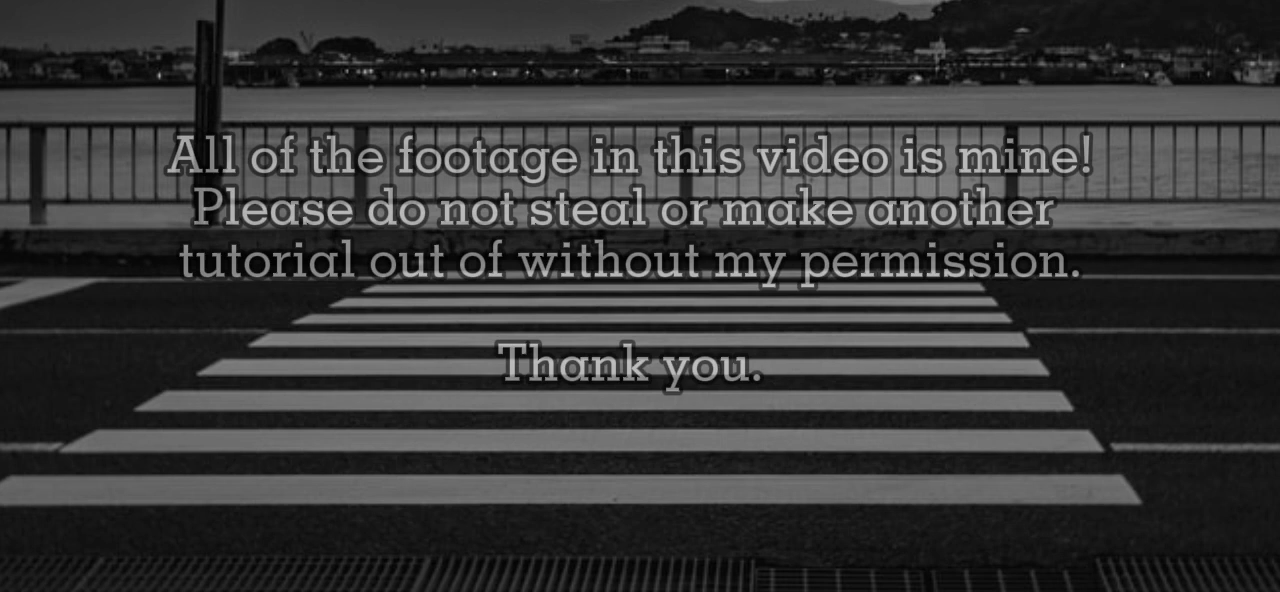 All of the footage in this video is mine!
Please do not steal or make another
tutorial out of without my permission.
Thank you.